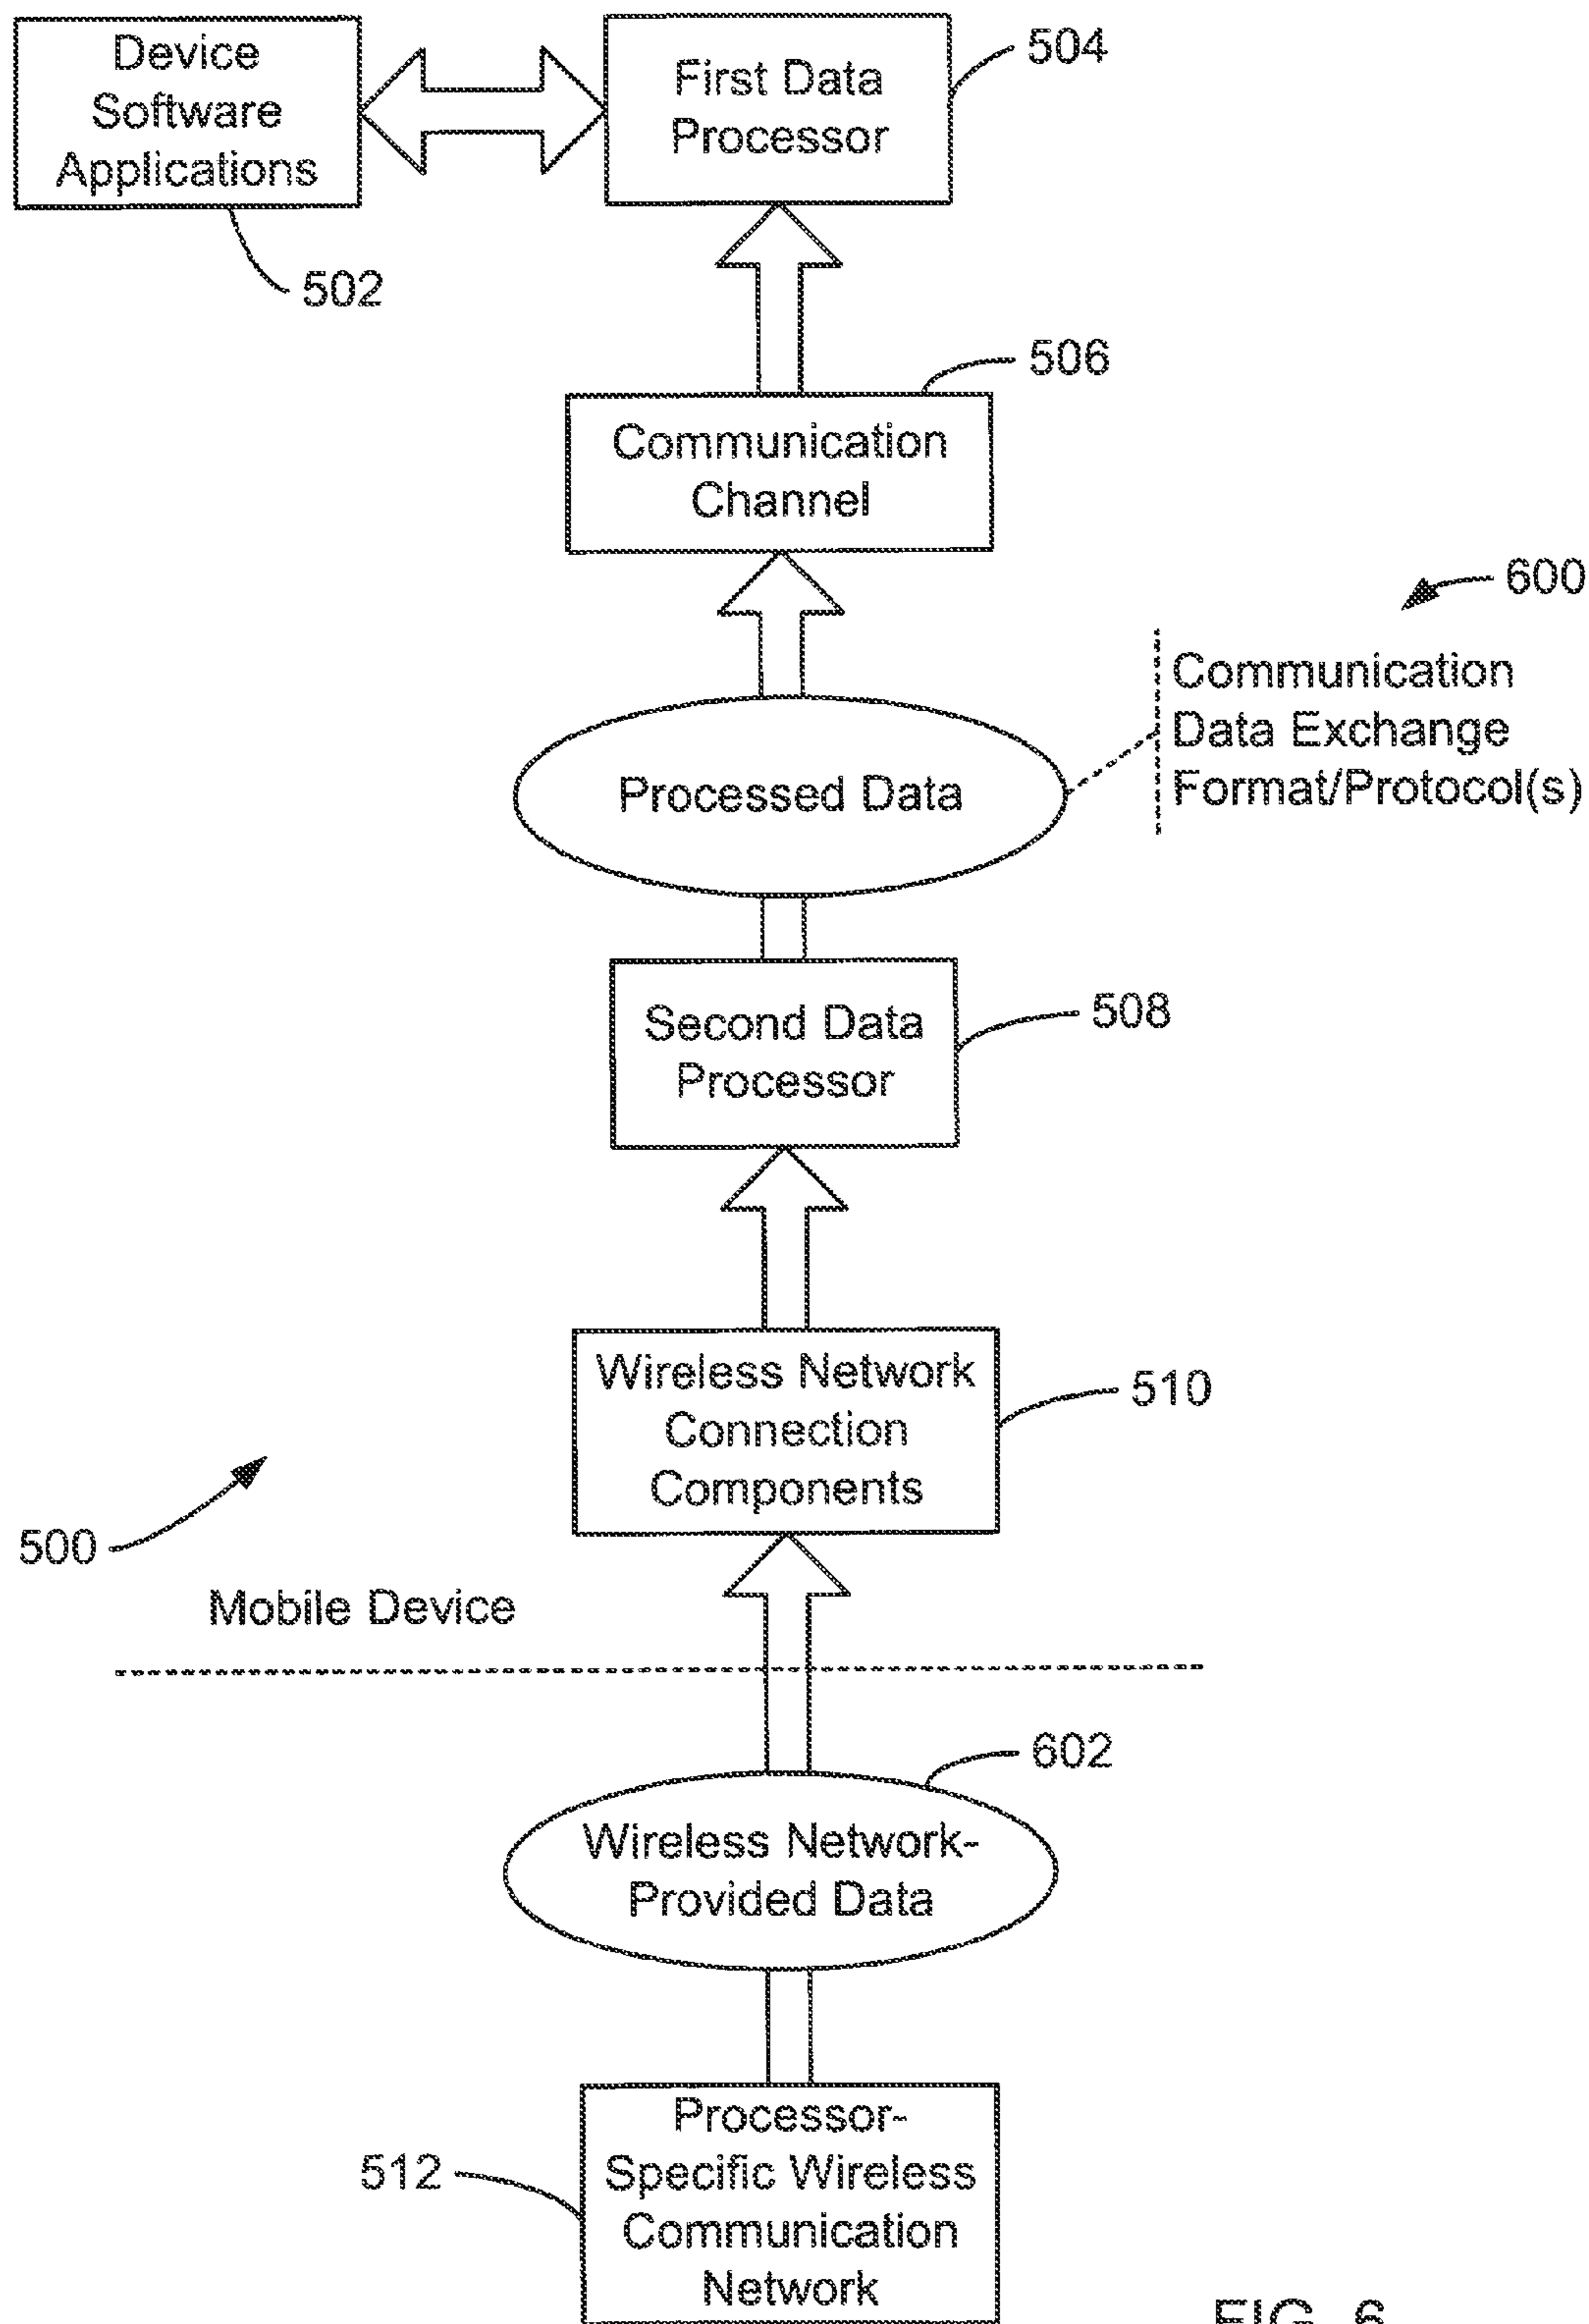 Device
Software
Applications
502
First Data
Processor
504
506
Communication
Channel
600
Communication
Data Exchange
Format/Protocol(s)
Processed Data
Second Data
Processor
508
Wireless Network
Connection
Components
510
500
Mobile Device
602
Wireless Network-
Provided Data
512
Processor-
Specific Wireless
Communication
Network
FIG. 6